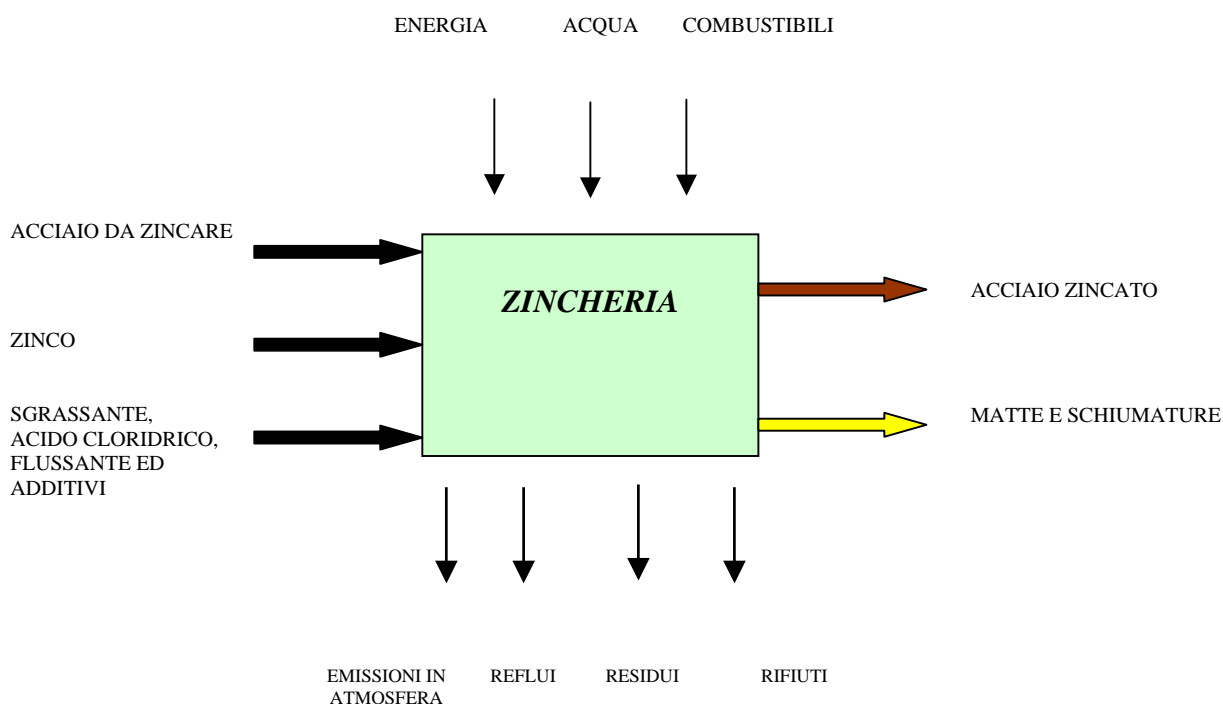 ENERGIA ACQUA COMBUSTIBILI
ACCIAIO DA ZINCARE
ZINCHERIA
ACCIAIO ZINCATO
ZINCO
SGRASSANTE,
ACIDO CLORIDRICO,
FLUSSANTE ED
ADDITIVI
MATTE E SCHIUMATURE
EMISSIONI IN
ATMOSFERA
REFLUI
RESIDUI
RIFIUTI